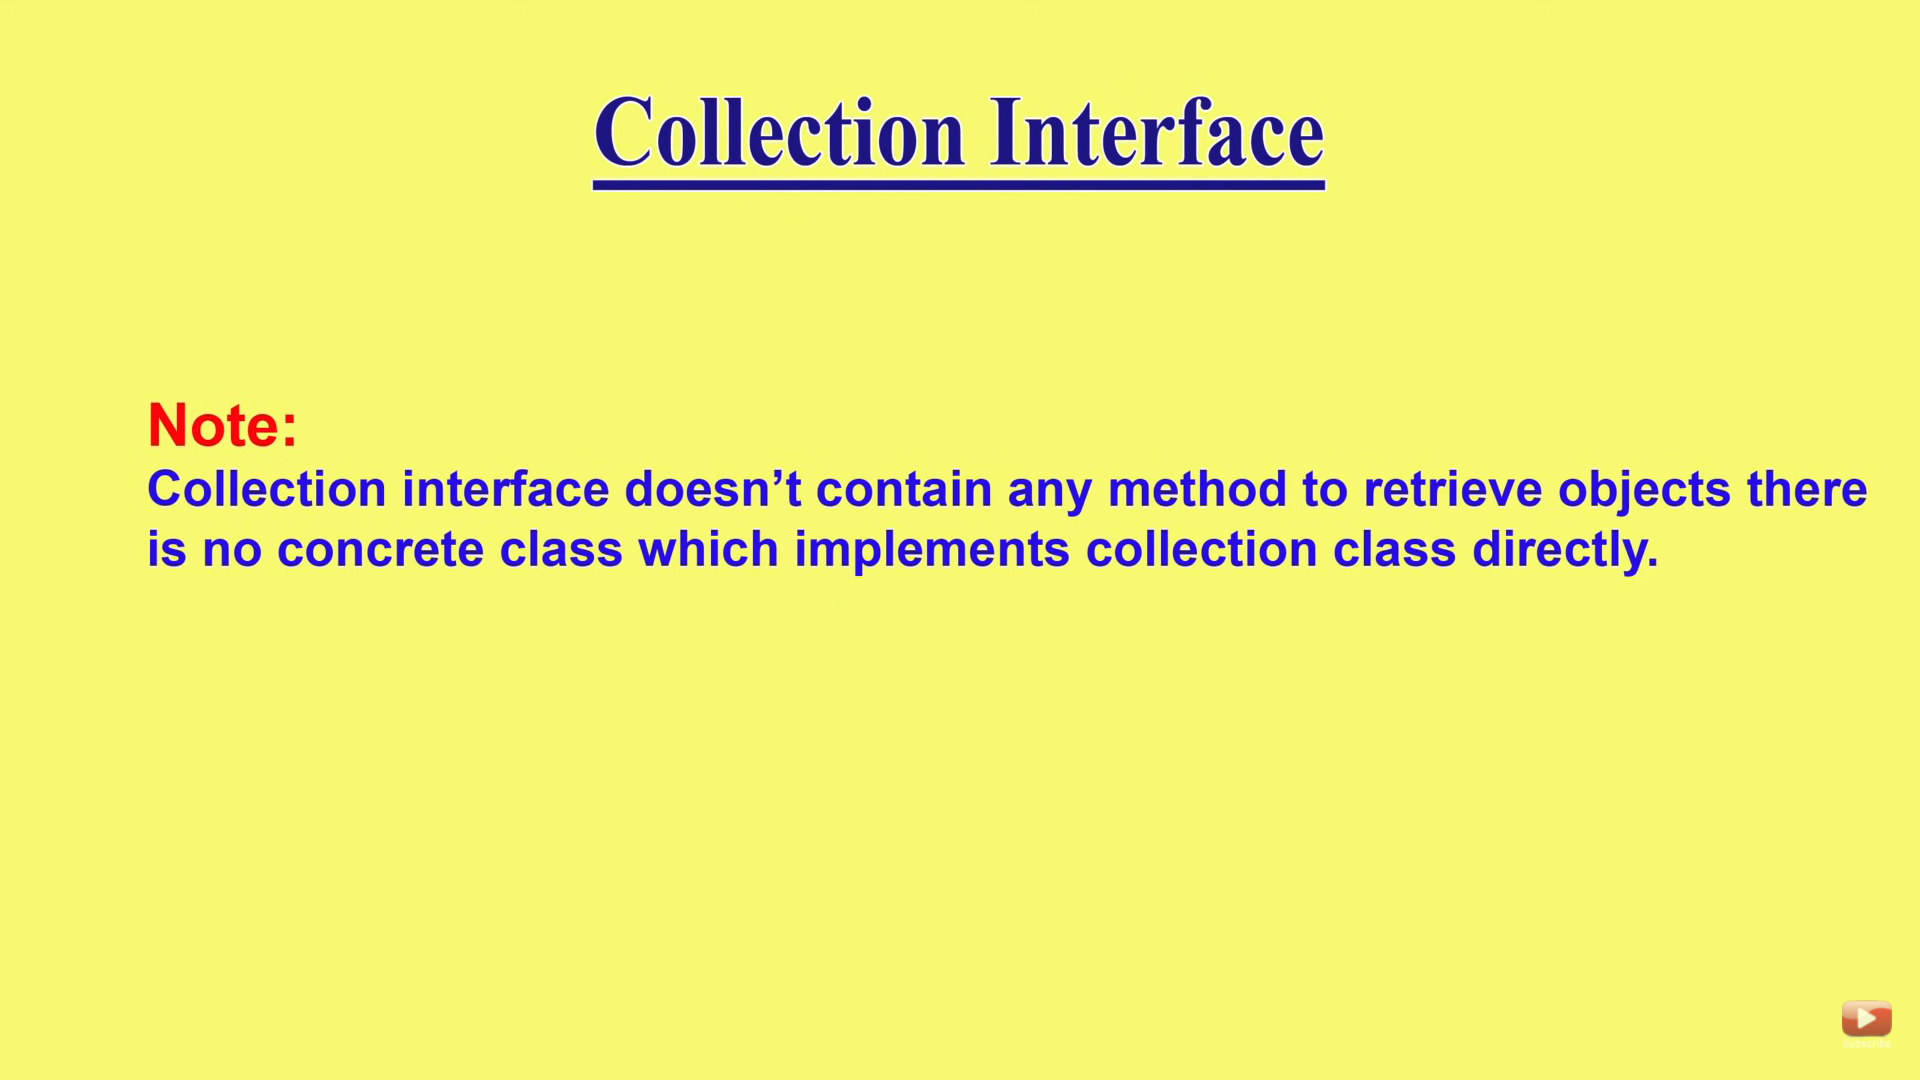 Collection Interface
Note:
Collection interface doesn’t contain any method to retrieve objects there
is no concrete class which implements collection class directly.
Subscribe